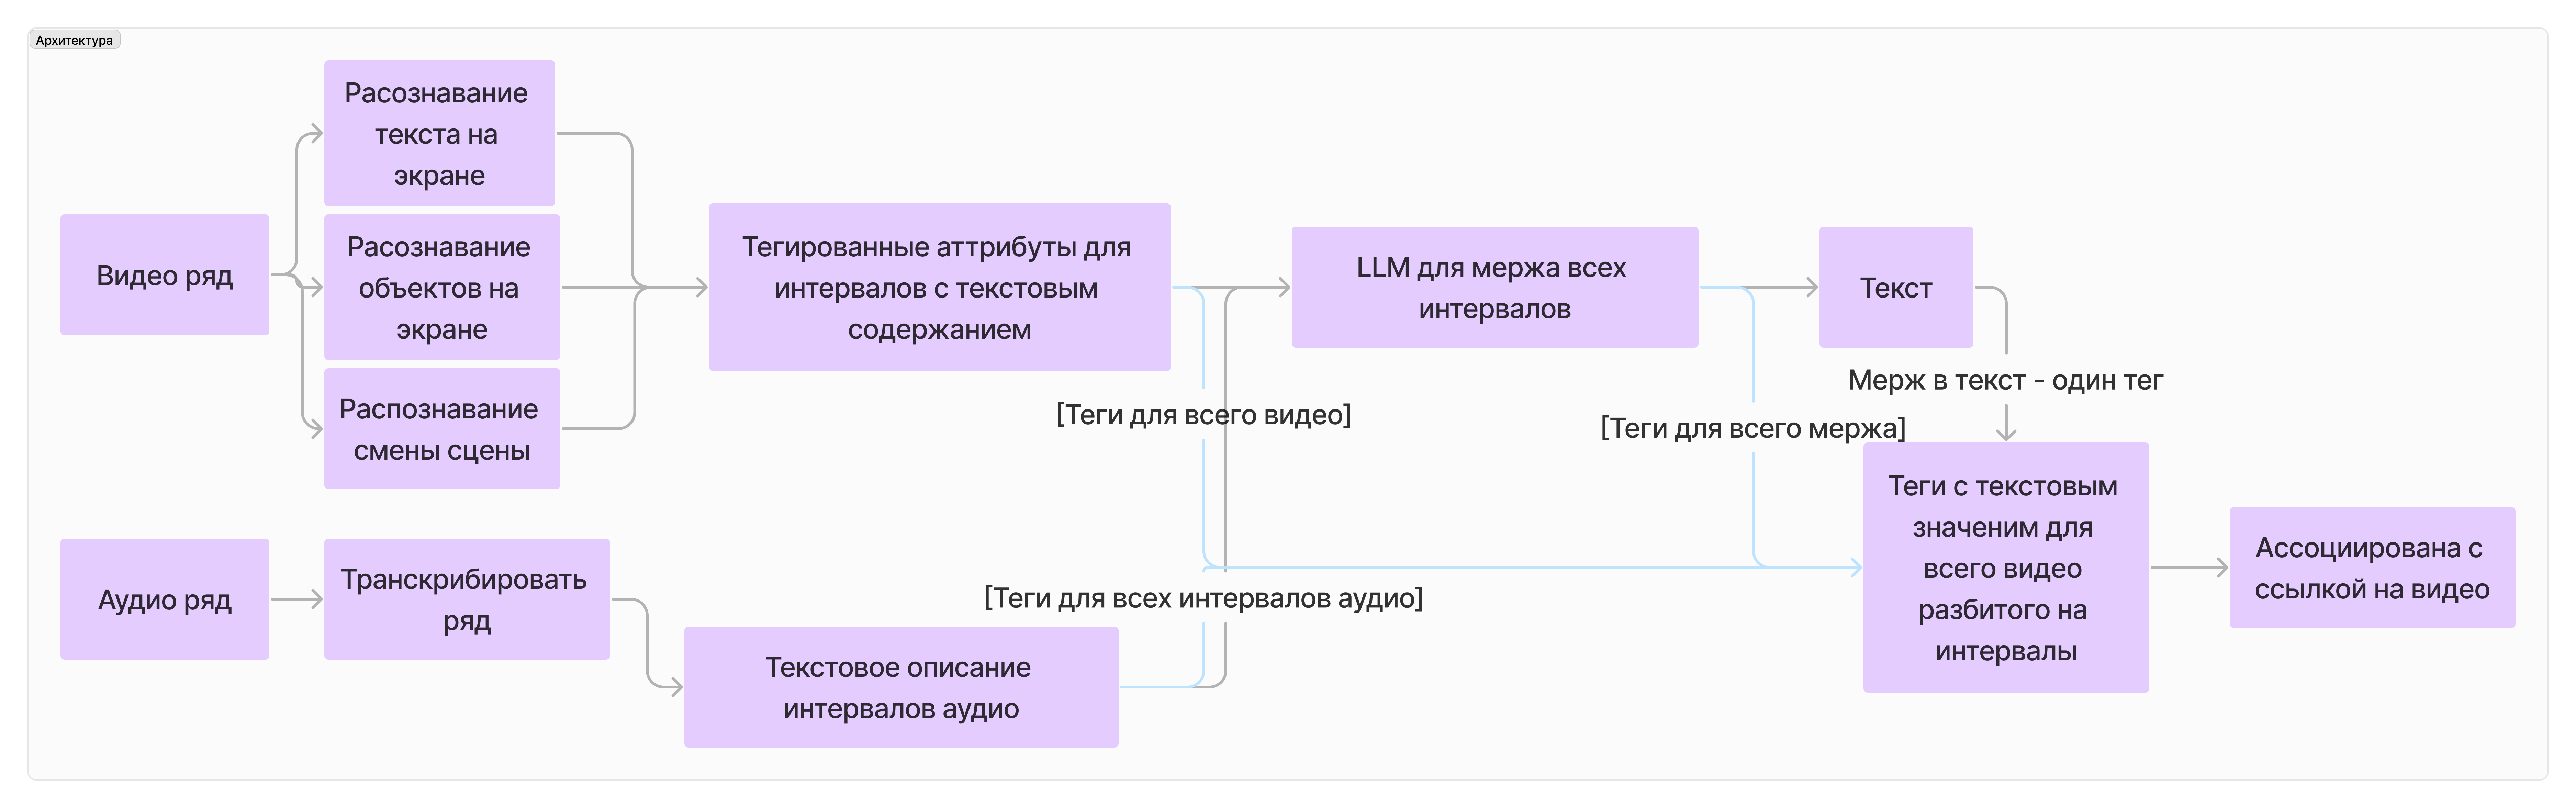 Архитектура
Расознавание
текста на
экране
Видео ряд
Расознавание
объектов на
экране
Распознавание
смены сцены
Тегированные аттрибуты для
интервалов с текстовым
содержанием
LLM для мержа всех
интервалов
Текст
Мерж в текст - один тег
[Теги для всего видео]
[Теги для всего мержа]
Теги с текстовым
значеним для
всего видео
разбитого на
интервалы
Ассоциирована с
ссылкой на видео
Аудио ряд
Транскрибировать
ряд
[Теги для всех интервалов аудио]
Текстовое описание
интервалов аудио